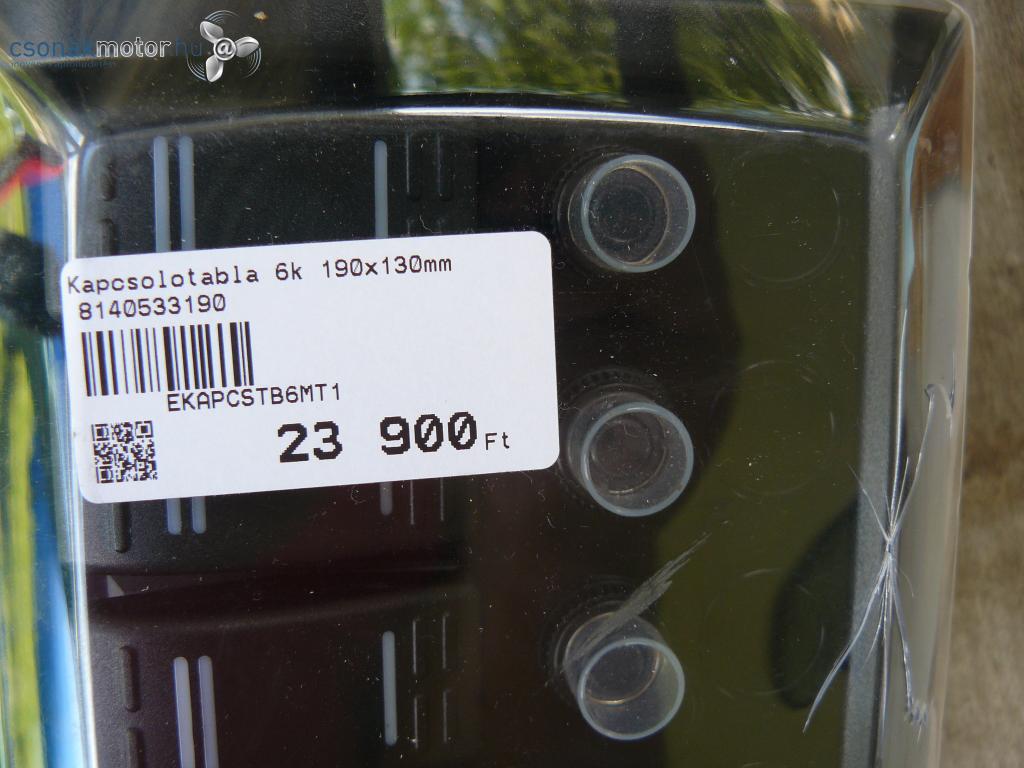 csonakmotor.hu
Kapcsolotabla 6k 190x130mm
8140533190
EKAPCSTB6MT1
23 900 Ft